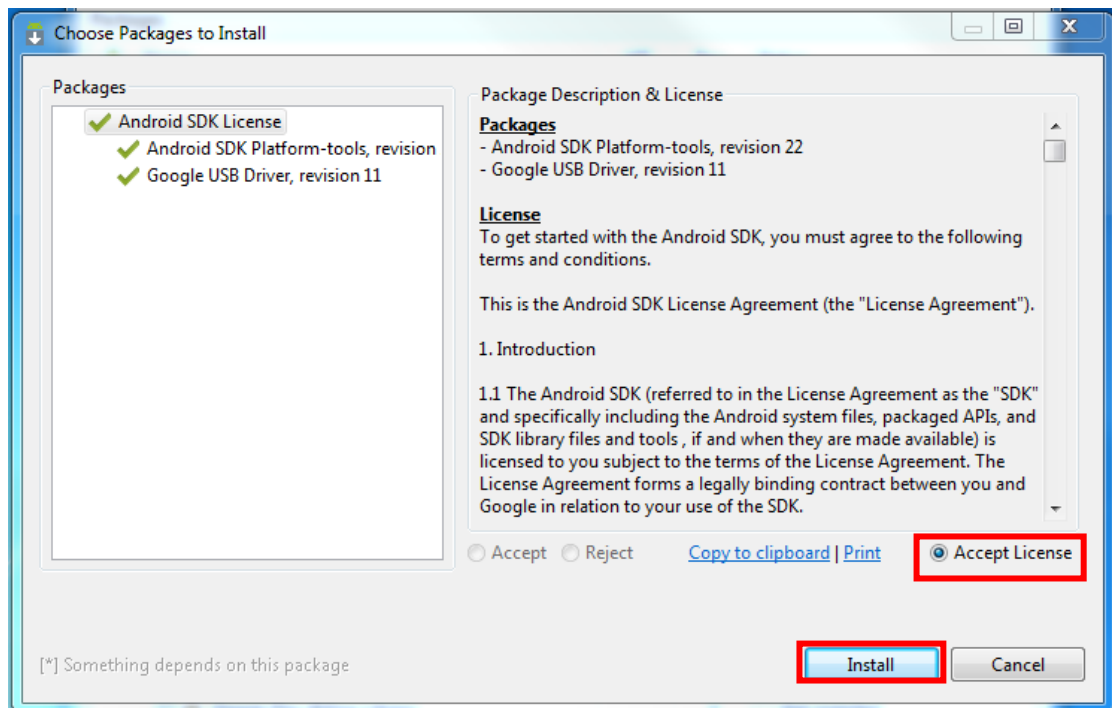 Choose Packages to Install
Packages
Android SDK License
Android SDK Platform-tools, revision
Google USB Driver, revision 11
Package Description & License
Packages
- Android SDK Platform-tools, revision 22
- Google USB Driver, revision 11
License
To get started with the Android SDK, you must agree to the following
terms and conditions.
This is the Android SDK License Agreement (the "License Agreement").
1. Introduction
1.1 The Android SDK (referred to in the License Agreement as the "SDK"
and specifically including the Android system files, packaged APIs, and
SDK library files and tools , if and when they are made available) is
licensed to you subject to the terms of the License Agreement. The
License Agreement forms a legally binding contract between you and
Google in relation to your use of the SDK.
Accept Reject Copy to clipboard | Print Accept License
[*] Something depends on this package
Install Cancel